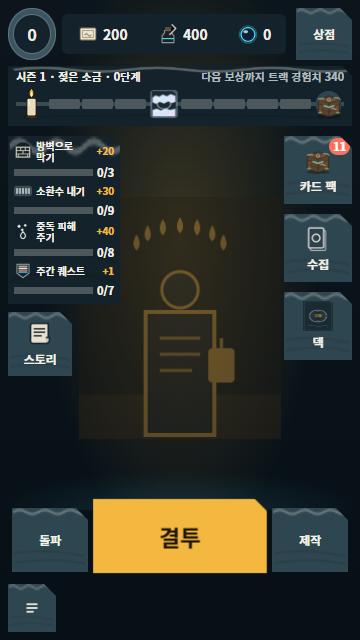 0
200
400
0
상점
시즌 1 • 젖은 소금 • 0단계
다음 보상까지 트랙 경험치 340
방벽으로 막기 +20
0/3
소환수 내기 +30
0/9
중독 피해 주기 +40
0/8
주간 퀘스트 +1
0/7
스토리
11
카드 팩
수집
덱
돌파
결투
제작